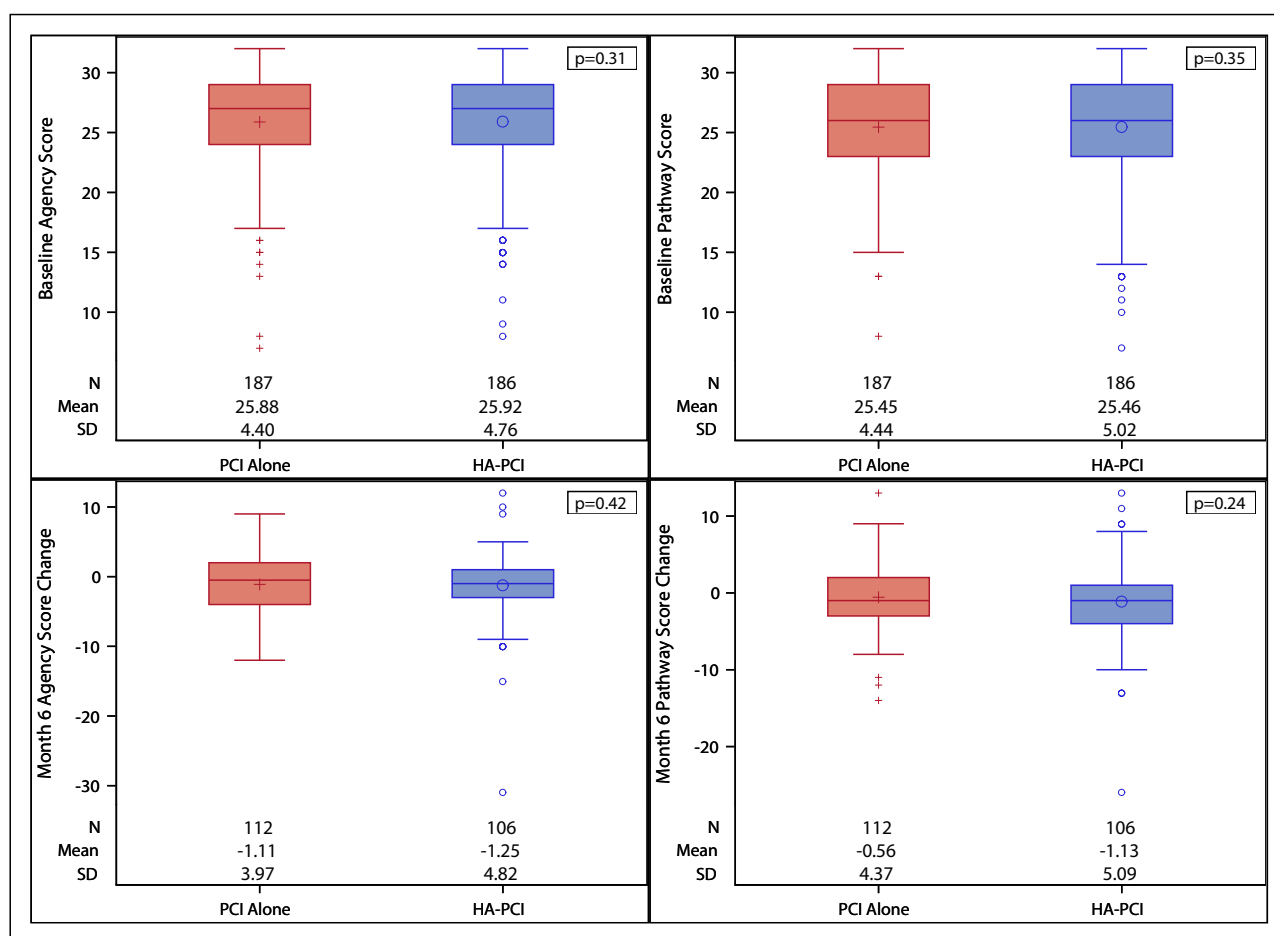 p=0.31
Baseline Agency Score
30
25
20
15
10
N 187 186
Mean 25.88 25.92
SD 4.40 4.76
PCI Alone HA-PCI
p=0.35
Baseline Pathway Score
30
25
20
15
10
N 187 186
Mean 25.45 25.46
SD 4.44 5.02
PCI Alone HA-PCI
p=0.42
Month 6 Agency Score Change
10
0
-10
-20
-30
N 112 106
Mean -1.11 -1.25
SD 3.97 4.82
PCI Alone HA-PCI
p=0.24
Month 6 Pathway Score Change
10
0
-10
-20
N 112 106
Mean -0.56 -1.13
SD 4.37 5.09
PCI Alone HA-PCI